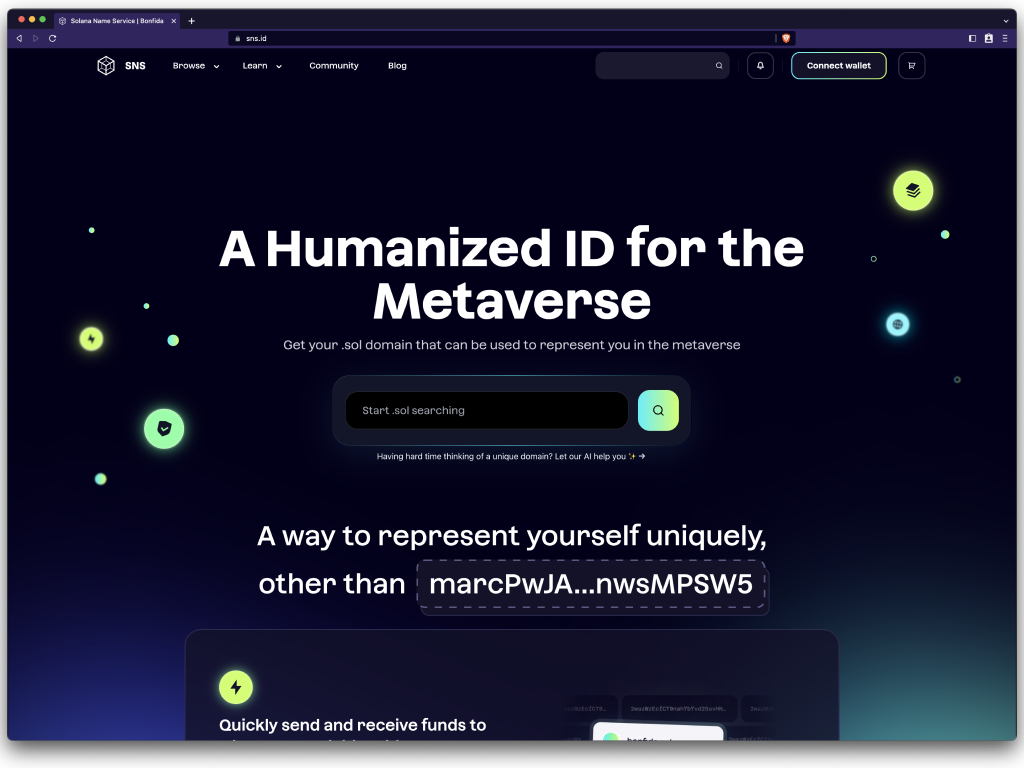 Solana Name Service | Bonfida
sns.id
SNS Browse Learn Community Blog Connect wallet
A Humanized ID for the
Metaverse
Get your .sol domain that can be used to represent you in the metaverse
Start .sol searching
Having hard time thinking of a unique domain? Let our AI help you ✨ →
A way to represent yourself uniquely,
other than marcPwJA...nwsMPSW5
Quickly send and receive funds to